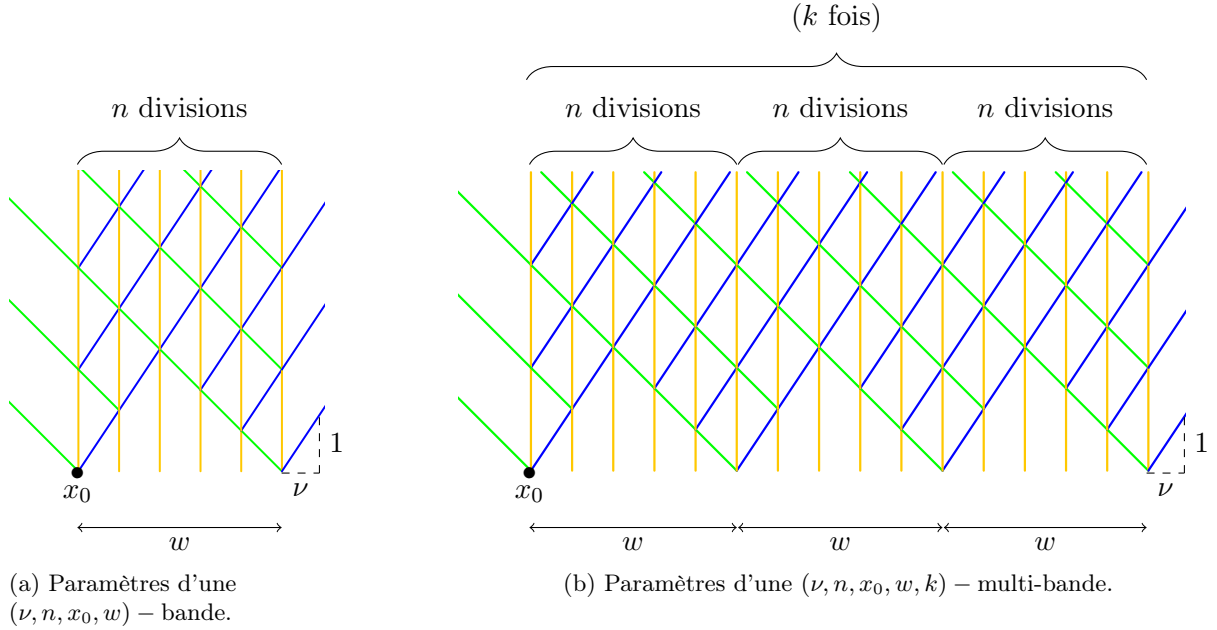 (k fois)
n divisions
n divisions
n divisions
n divisions
1
1
x₀
ν
x₀
ν
w
w
w
w
(a) Paramètres d'une
(ν, n, x₀, w) – bande.
(b) Paramètres d'une (ν, n, x₀, w, k) – multi-bande.